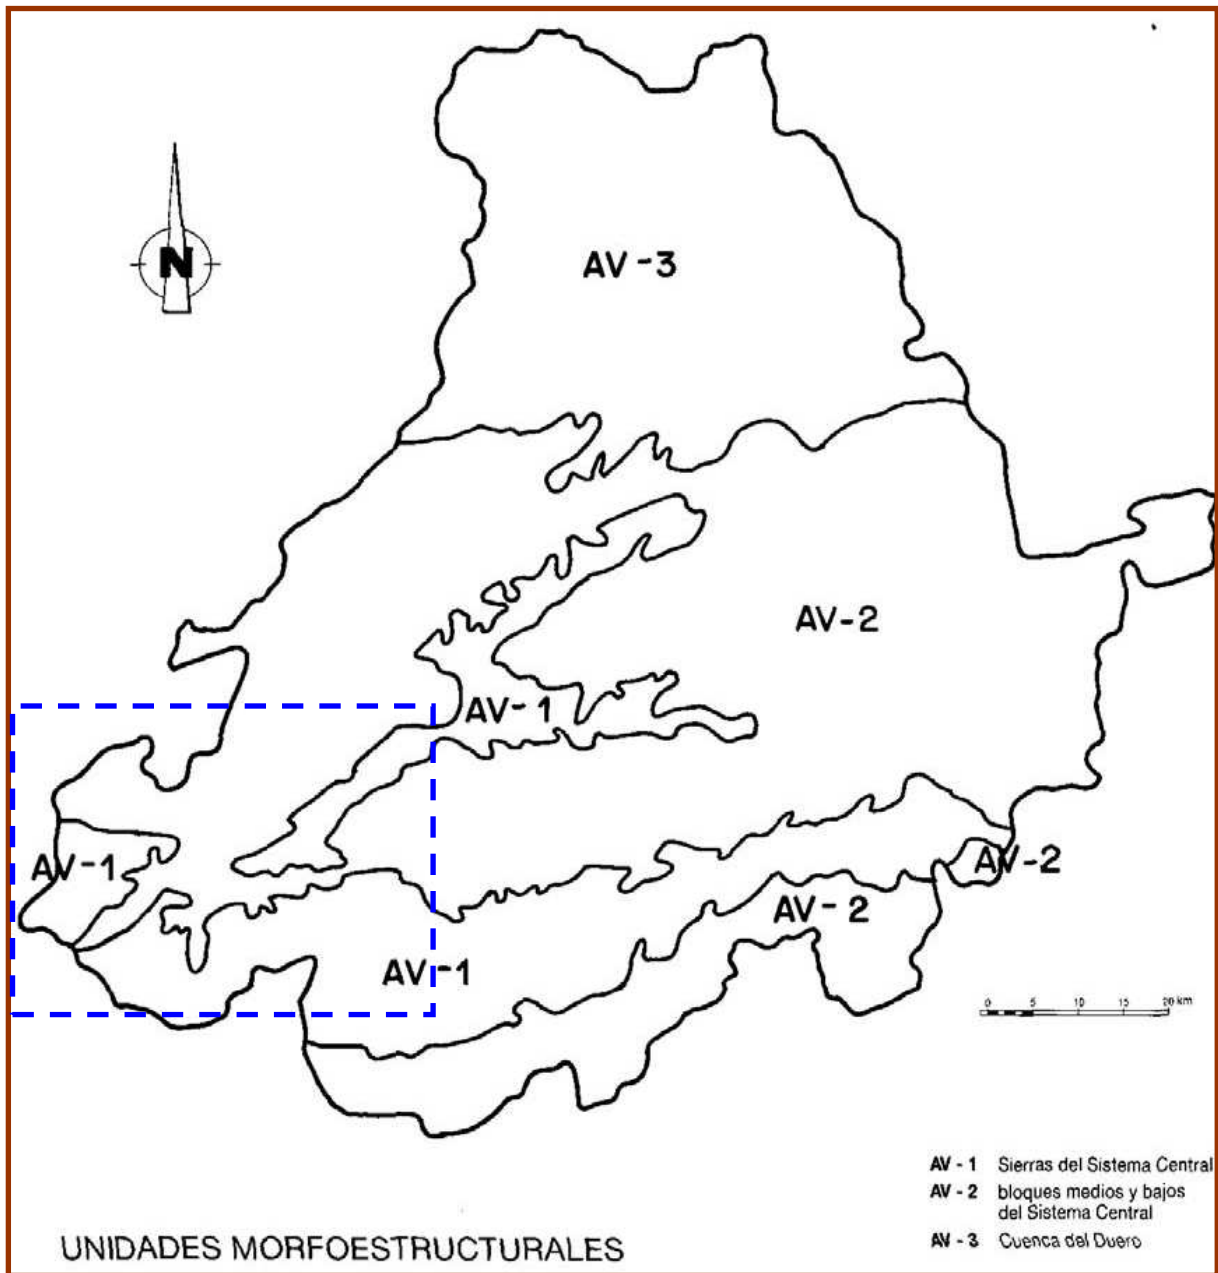 N
AV - 3
AV - 2
AV - 1
AV - 1
AV - 2
AV - 2
AV - 1
0 5 10 15 20 km
AV - 1 Sierras del Sistema Central
AV - 2 bloques medios y bajos
del Sistema Central
AV - 3 Cuenca del Duero
UNIDADES MORFOESTRUCTURALES